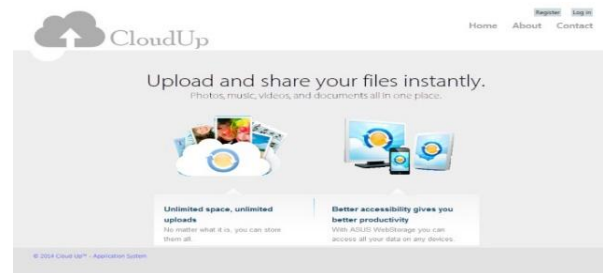 Register Log in
CloudUp
Home About Contact
Upload and share your files instantly.
Photos, music, videos, and documents all in one place.
Unlimited space, unlimited
uploads
No matter what it is, you can store
them all.
Better accessibility gives you
better productivity
With ASUS WebStorage you can
access all your data on any devices.
© 2014 Cloud Up™ - Application System